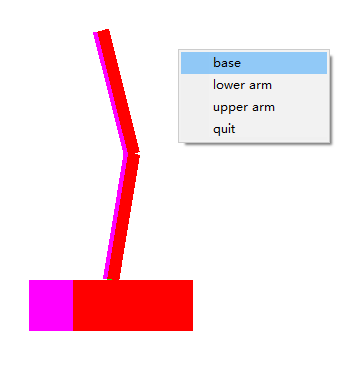 base
lower arm
upper arm
quit